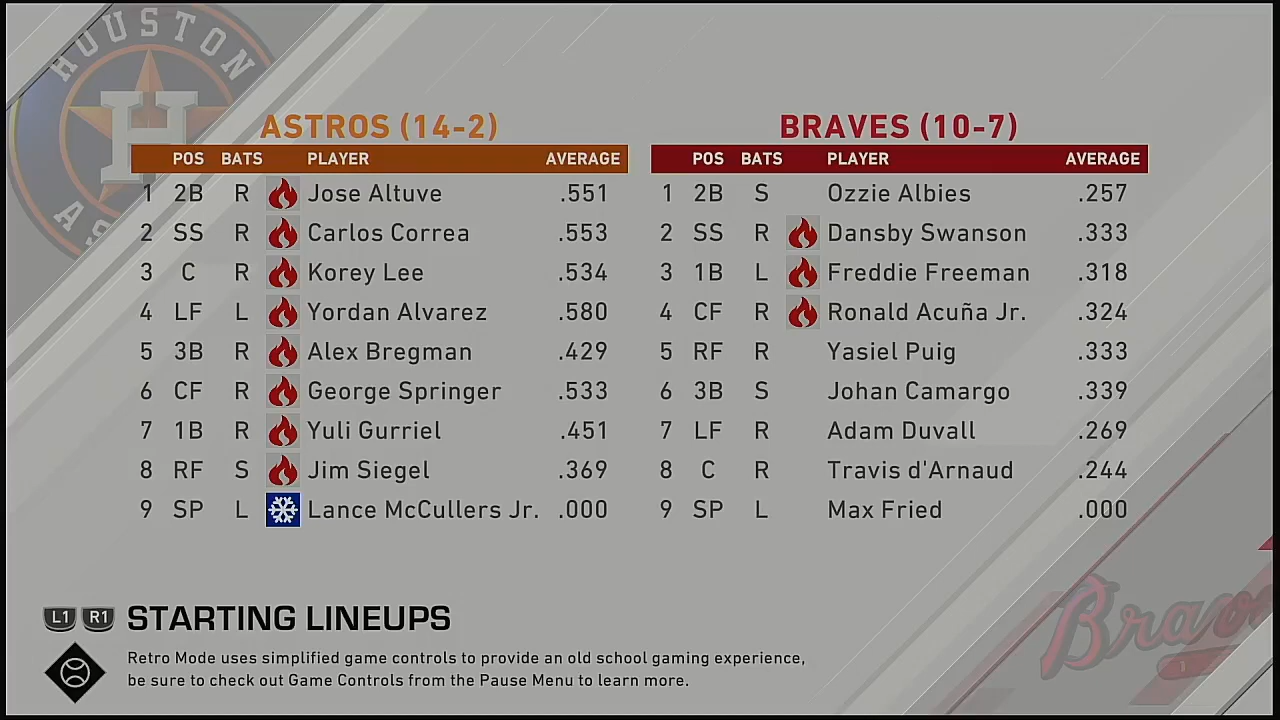 HOUSTON
AS
ASTROS (14-2)
POS BATS PLAYER AVERAGE
1 2B R Jose Altuve .551
2 SS R Carlos Correa .553
3 C R Korey Lee .534
4 LF L Yordan Alvarez .580
5 3B R Alex Bregman .429
6 CF R George Springer .533
7 1B R Yuli Gurriel .451
8 RF S Jim Siegel .369
9 SP L Lance McCullers Jr. .000
BRAVES (10-7)
POS BATS PLAYER AVERAGE
1 2B S Ozzie Albies .257
2 SS R Dansby Swanson .333
3 1B L Freddie Freeman .318
4 CF R Ronald Acuña Jr. .324
5 RF R Yasiel Puig .333
6 3B S Johan Camargo .339
7 LF R Adam Duvall .269
8 C R Travis d'Arnaud .244
9 SP L Max Fried .000
L1 R1 STARTING LINEUPS
Retro Mode uses simplified game controls to provide an old school gaming experience,
be sure to check out Game Controls from the Pause Menu to learn more.
Brav